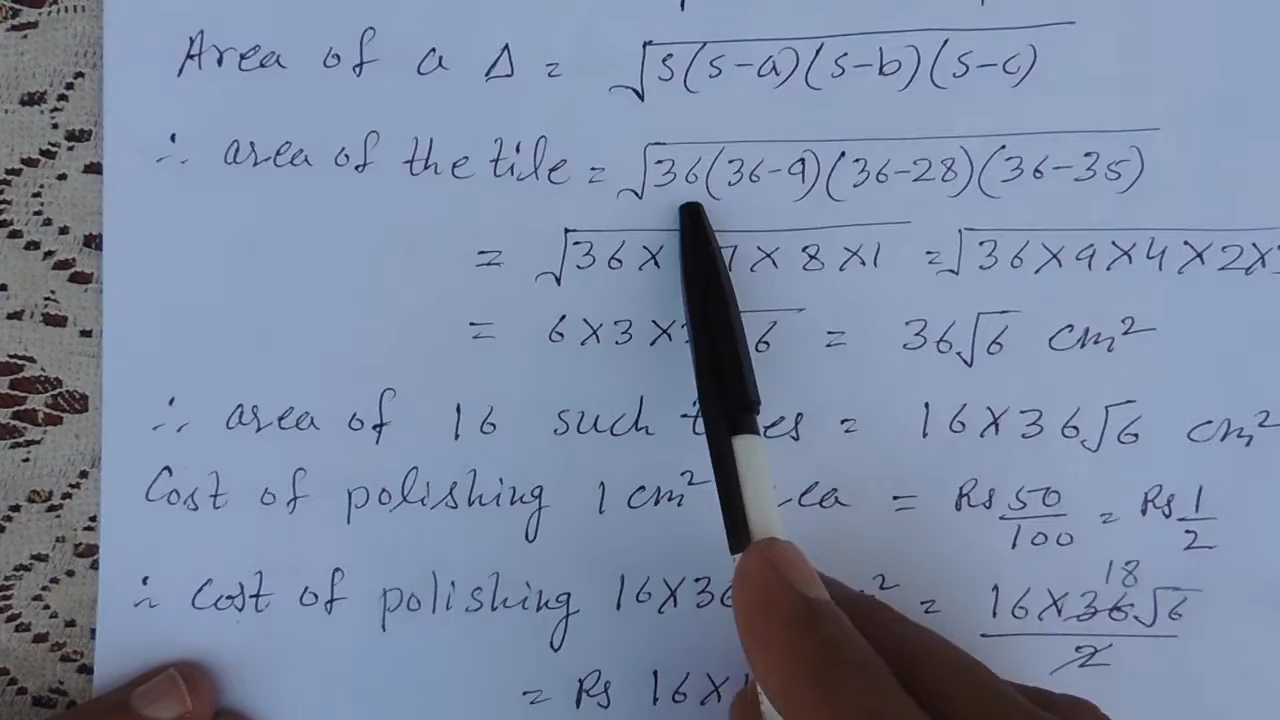 Area of a Δ = √s(s-a)(s-b)(s-c)
∴ area of the tile = √36(36-9)(36-28)(36-35)
= √36× 7×8×1 = √36×9×4×2×
= 6×3× 6 = 36√6 cm²
∴ area of 16 such = 16×36√6 cm²
Cost of polishing 1 cm² = Rs 50/100 = Rs 1/2
∴ Cost of polishing 16×36 ² = 16×36√6/2 18
= Rs 16×